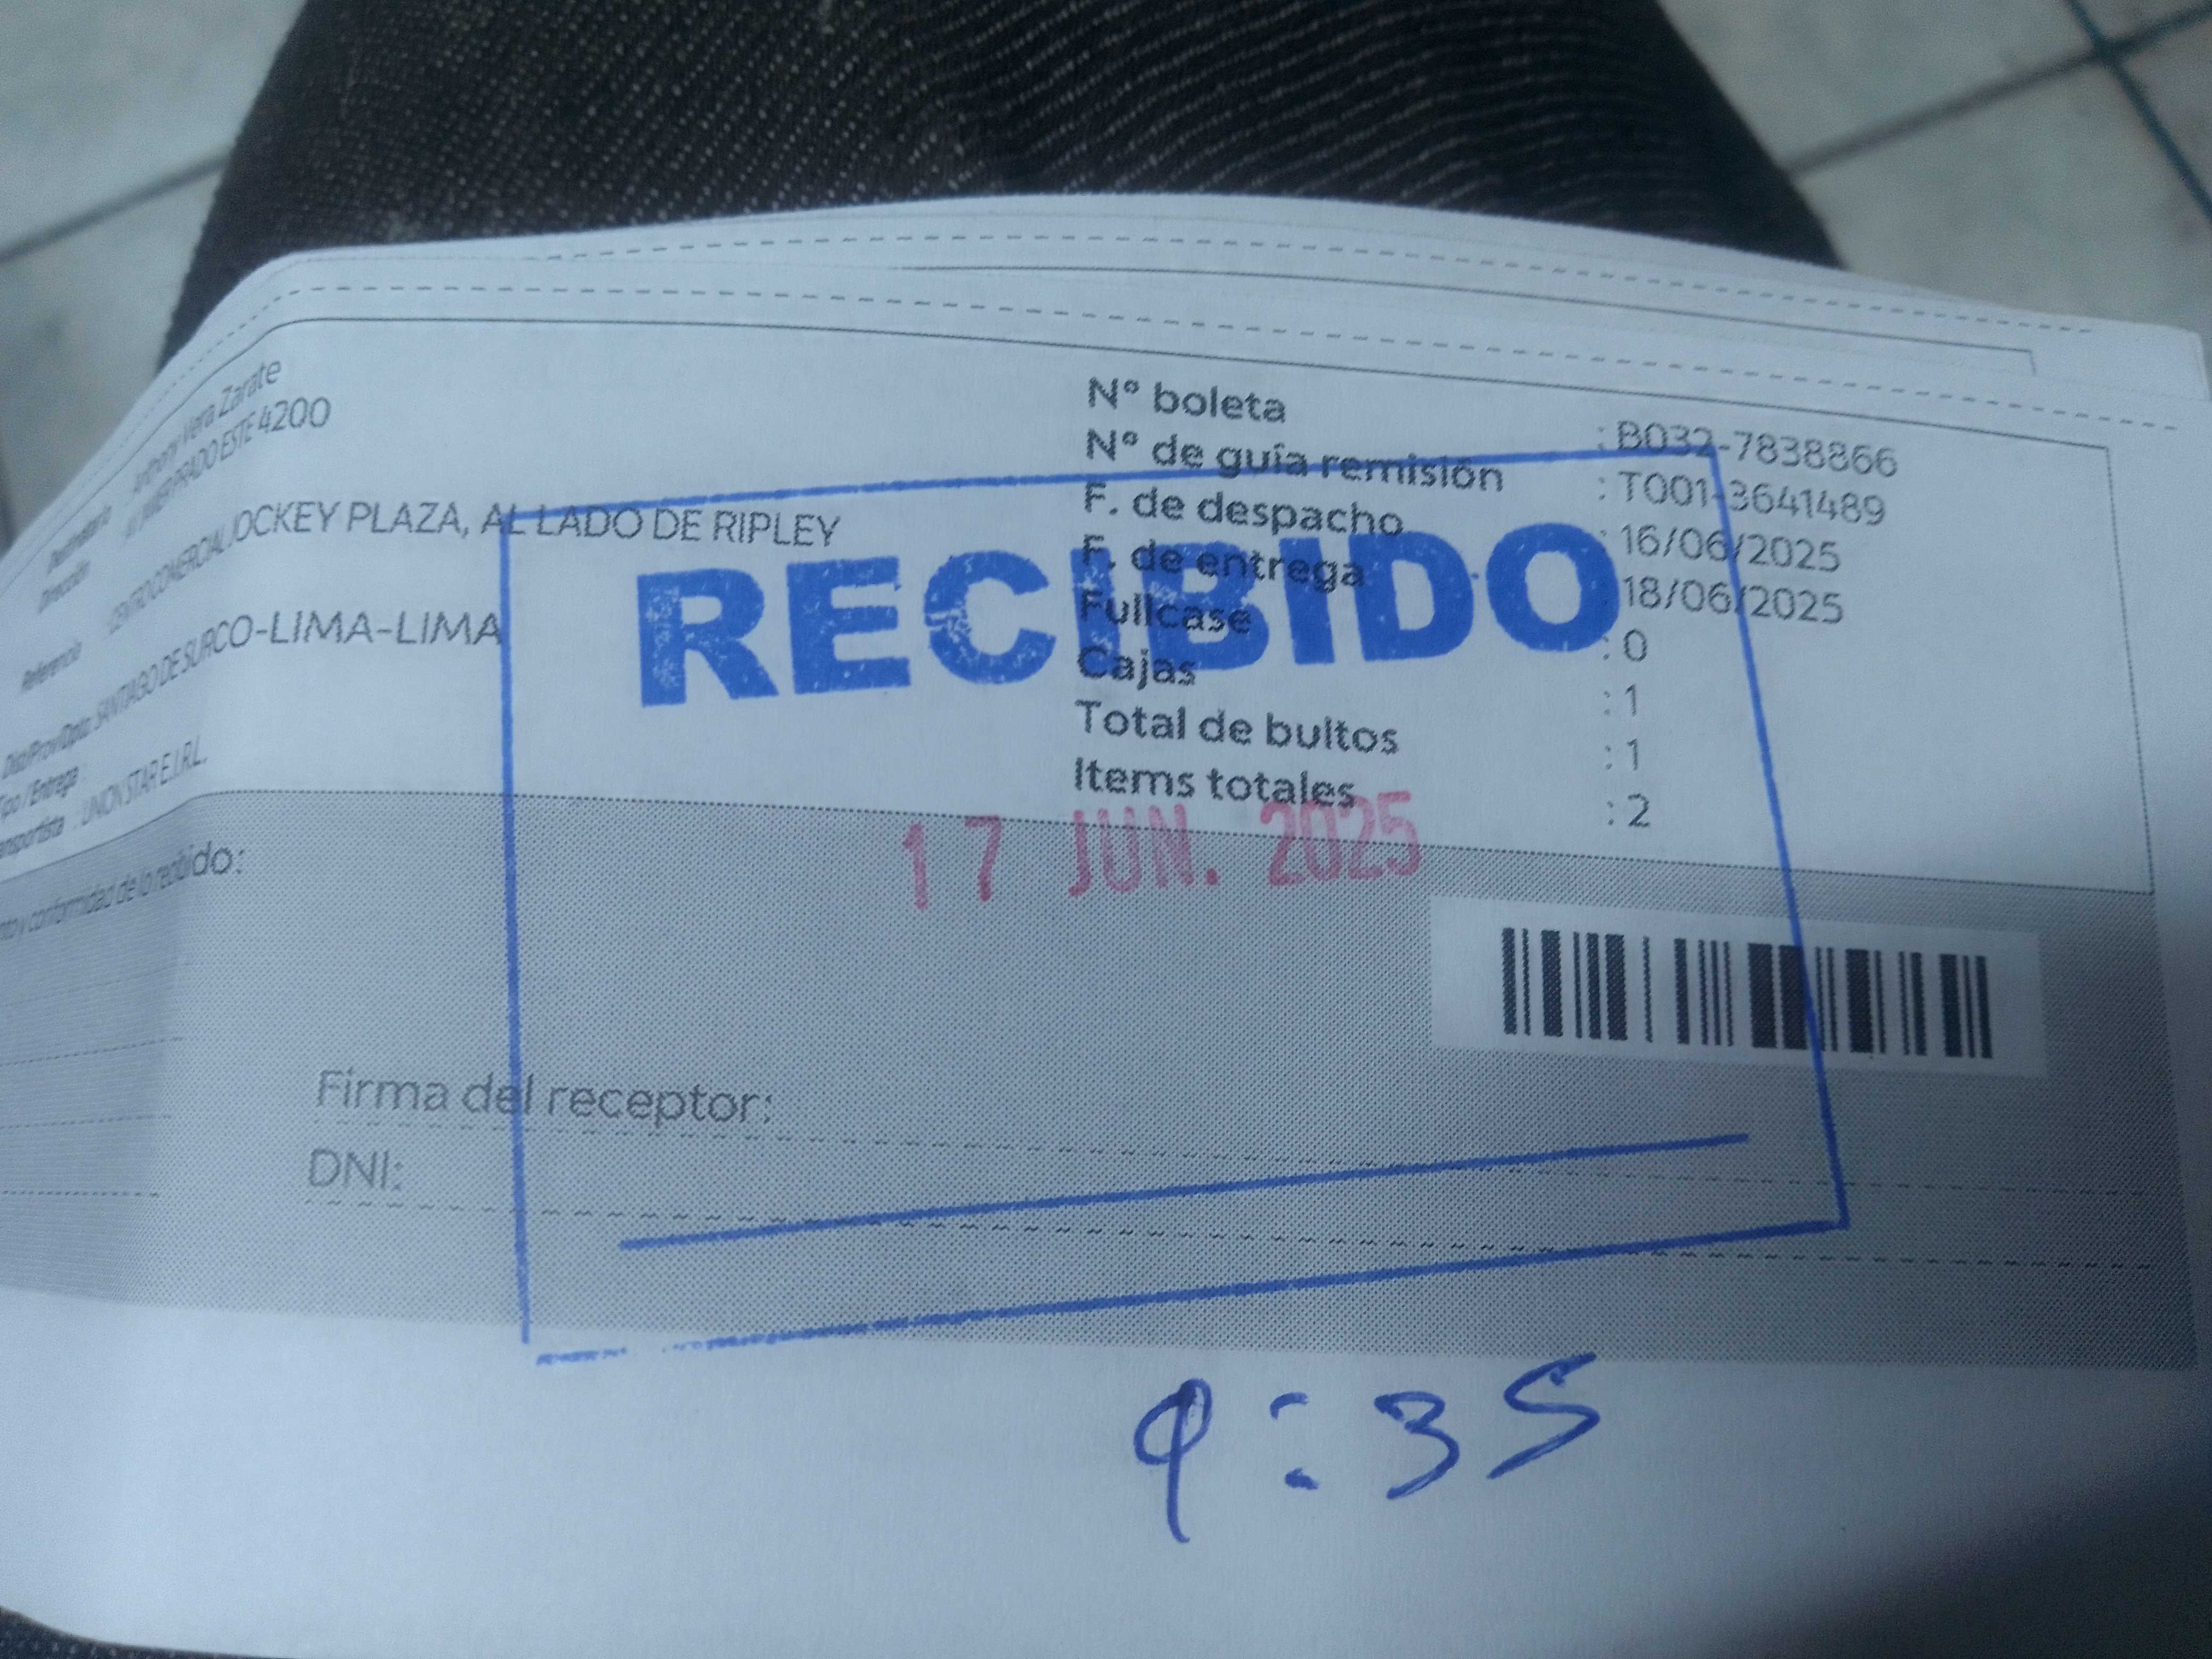 Destinatario Anthony Vera Zarate
Dirección AV. JAVIER PRADO ESTE 4200
Referencia CENTRO COMERCIAL JOCKEY PLAZA, AL LADO DE RIPLEY
Dist/Prov/Dpto: SANTIAGO DE SURCO-LIMA-LIMA
Tipo / Entrega
Transportista : UNION STAR E.I.R.L.
N° boleta : B032-7838866
N° de guía remisión : T001-3641489
F. de despacho : 16/06/2025
F. de entrega : 18/06/2025
Fullcase : 0
Cajas : 1
Total de bultos : 1
Items totales : 2
RECIBIDO
17 JUN. 2025
y conformidad de lo recibido:
Firma del receptor:
DNI:
9:35